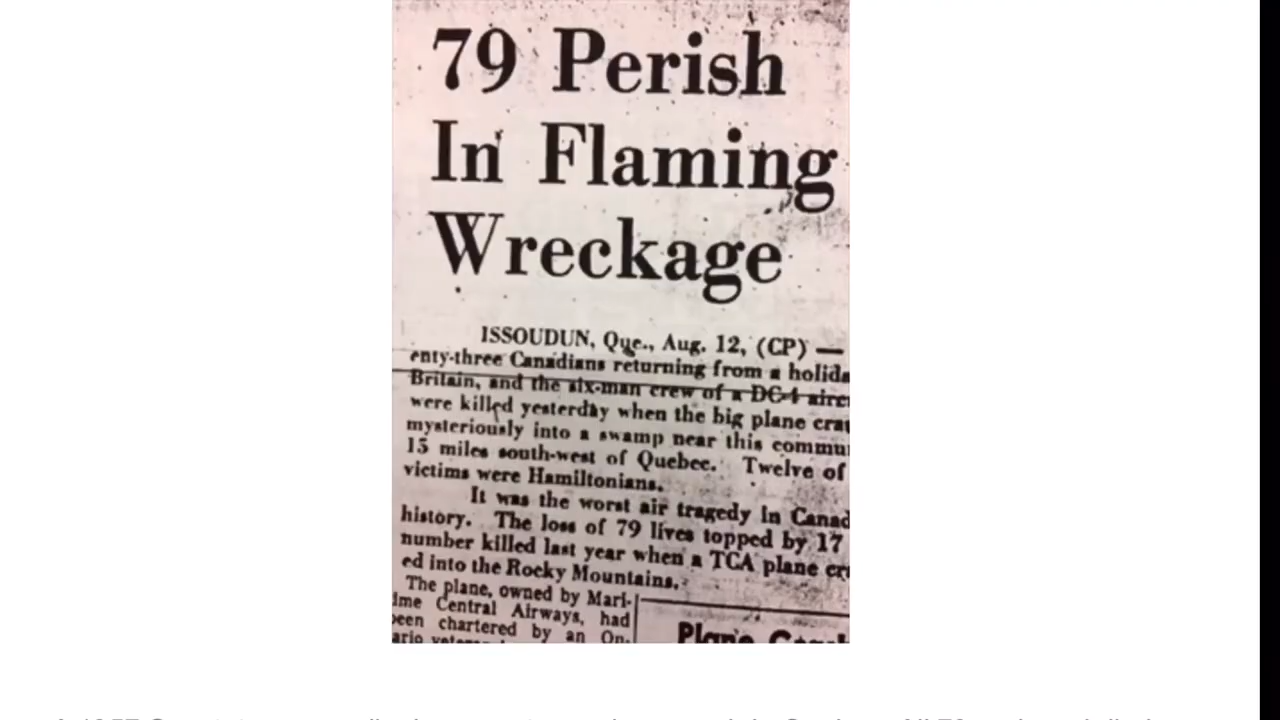 79 Perish
In Flaming
Wreckage
ISSOUDUN, Que., Aug. 12, (CP) —
enty-three Canadians returning from a holida
Britain, and the six-man crew of a DC-4 airc
were killed yesterday when the big plane cra
mysteriously into a swamp near this commu
15 miles south-west of Quebec. Twelve of
victims were Hamiltonians.
It was the worst air tragedy in Canad
history. The loss of 79 lives topped by 17
number killed last year when a TCA plane cr
ed into the Rocky Mountains.
The plane, owned by Mari-
ime Central Airways, had
been chartered by an On-
ario